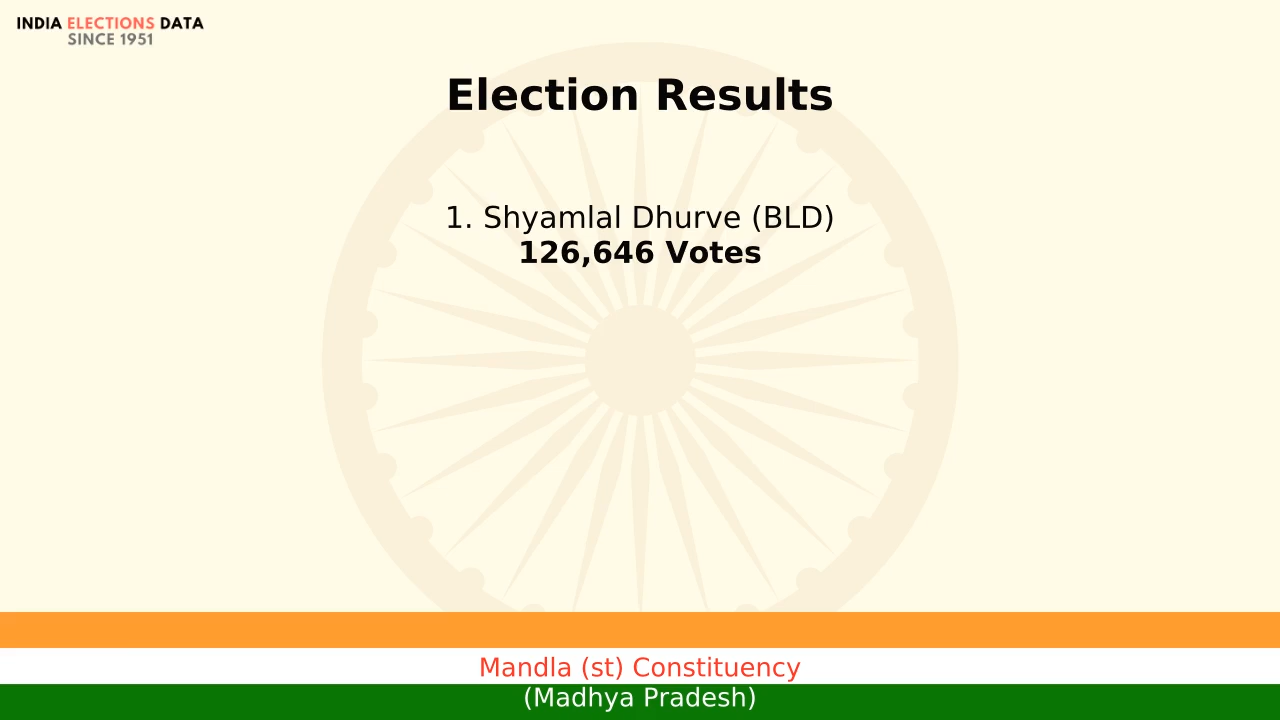 INDIA ELECTIONS DATA
SINCE 1951
Election Results
1. Shyamlal Dhurve (BLD)
126,646 Votes
Mandla (st) Constituency
(Madhya Pradesh)